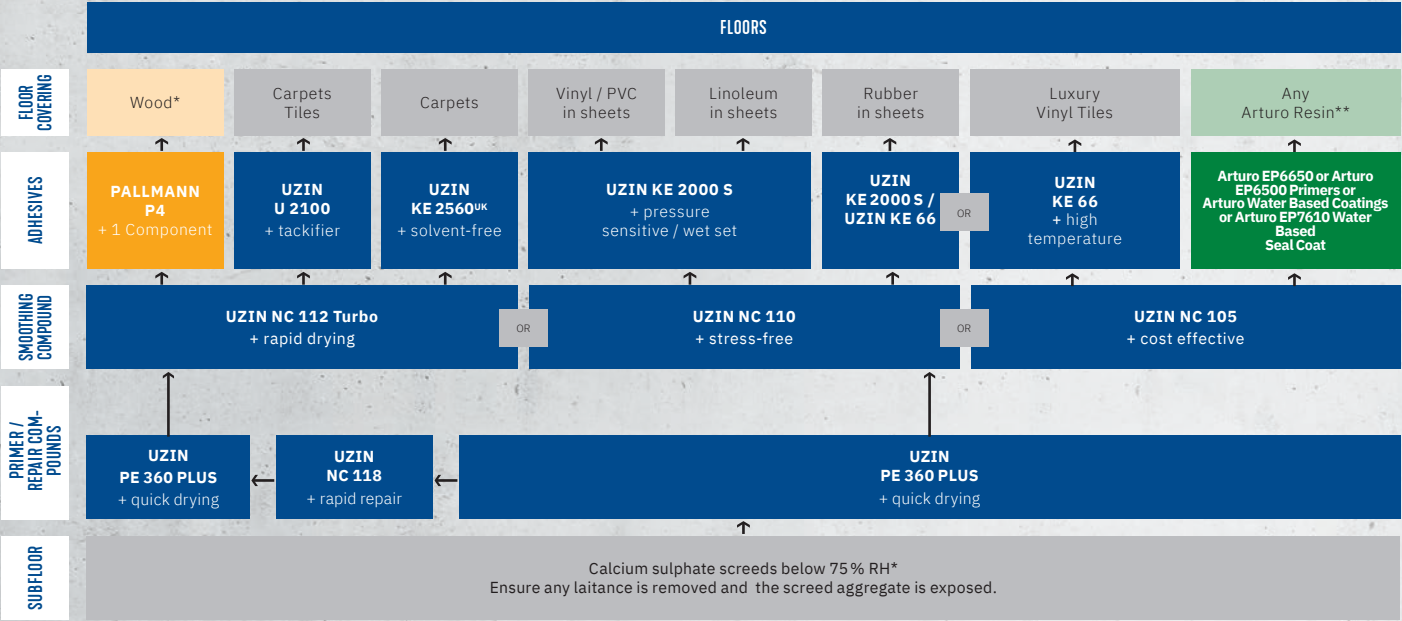 FLOORS
FLOOR
COVERING
Wood*
Carpets
Tiles
Carpets
Vinyl / PVC
in sheets
Linoleum
in sheets
Rubber
in sheets
Luxury
Vinyl Tiles
Any
Arturo Resin**
ADHESIVES
PALLMANN
P4
+ 1 Component
UZIN
U 2100
+ tackifier
UZIN
KE 2560UK
+ solvent-free
UZIN KE 2000 S
+ pressure
sensitive / wet set
UZIN
KE 2000 S /
UZIN KE 66
OR
UZIN
KE 66
+ high
temperature
Arturo EP6650 or Arturo
EP6500 Primers or
Arturo Water Based Coatings
or Arturo EP7610 Water
Based
Seal Coat
SMOOTHING
COMPOUND
UZIN NC 112 Turbo
+ rapid drying
OR
UZIN NC 110
+ stress-free
OR
UZIN NC 105
+ cost effective
PRIMER /
REPAIR COM-
POUNDS
UZIN
PE 360 PLUS
+ quick drying
UZIN
NC 118
+ rapid repair
UZIN
PE 360 PLUS
+ quick drying
SUBFLOOR
Calcium sulphate screeds below 75 % RH*
Ensure any laitance is removed and the screed aggregate is exposed.